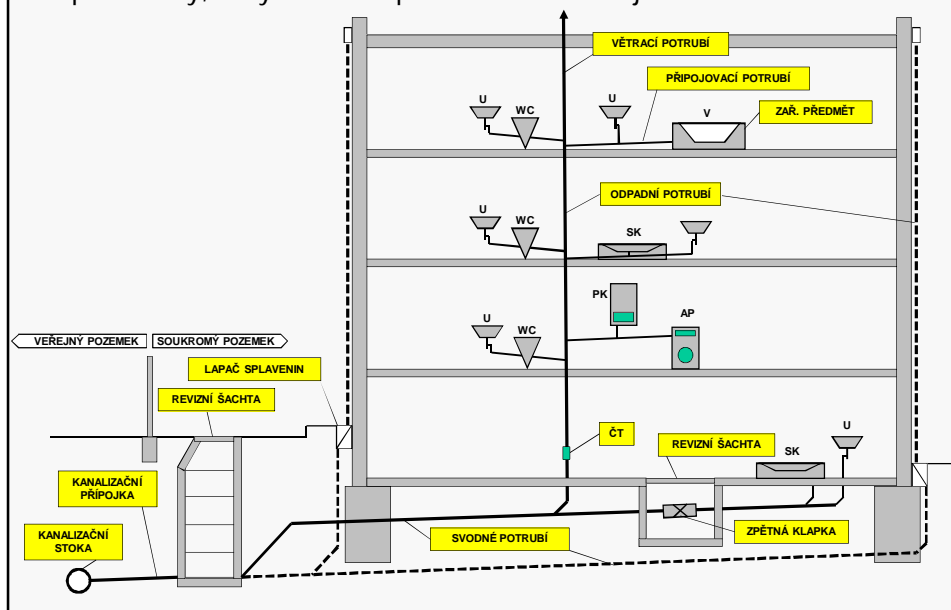 VĚTRACÍ POTRUBÍ
PŘIPOJOVACÍ POTRUBÍ
U
WC
U
V
ZAŘ. PŘEDMĚT
ODPADNÍ POTRUBÍ
U
WC
SK
PK
AP
U
WC
VEŘEJNÝ POZEMEK
SOUKROMÝ POZEMEK
LAPAČ SPLAVENIN
REVIZNÍ ŠACHTA
ČT
REVIZNÍ ŠACHTA
SK
U
KANALIZAČNÍ
PŘÍPOJKA
KANALIZAČNÍ
STOKA
SVODNÉ POTRUBÍ
ZPĚTNÁ KLAPKA